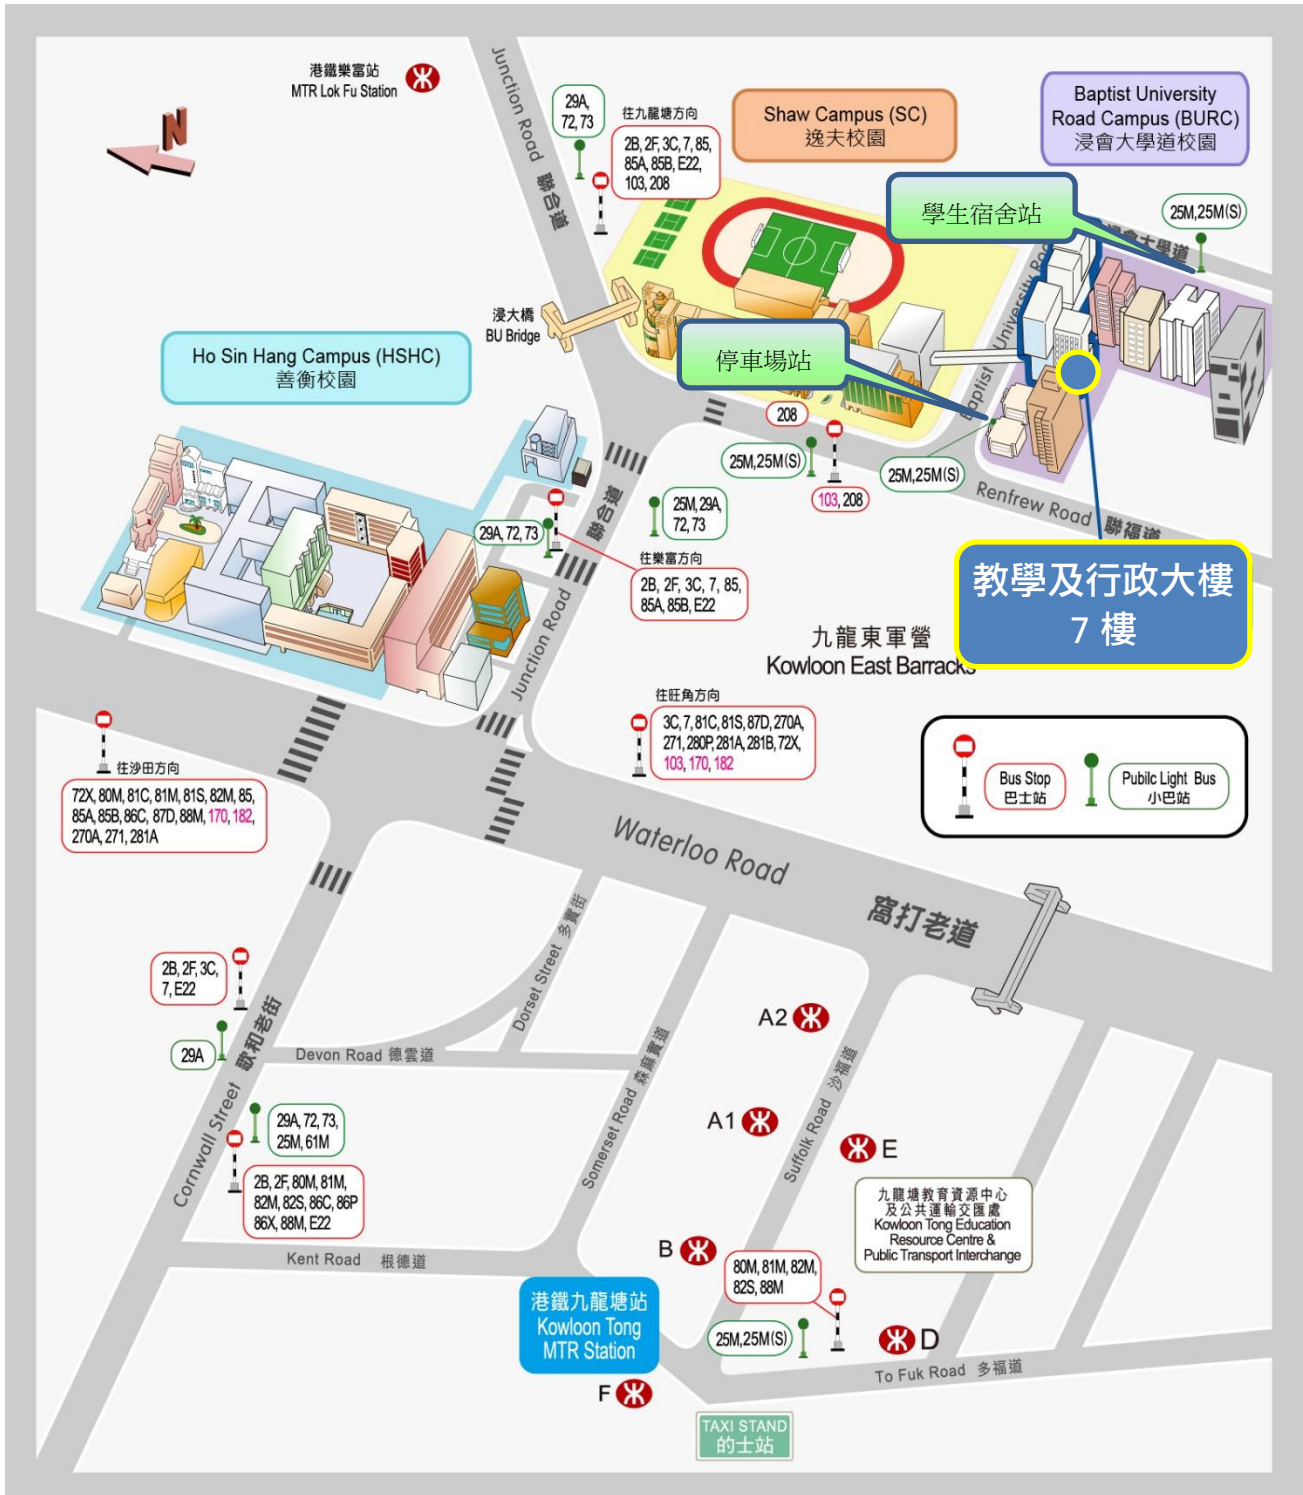 港鐵樂富站
MTR Lok Fu Station
N
Junction Road 聯合道
29A,
72, 73
往九龍塘方向
2B, 2F, 3C, 7, 85,
85A, 85B, E22,
103, 208
Shaw Campus (SC)
逸夫校園
Baptist University
Road Campus (BURC)
浸會大學道校園
學生宿舍站
25M,25M(S)
浸會大學道
Baptist University Road
浸大橋
BU Bridge
Ho Sin Hang Campus (HSHC)
善衡校園
停車場站
208
25M,25M(S)
103, 208
25M,25M(S)
Renfrew Road 聯福道
25M, 29A,
72, 73
29A, 72, 73
往樂富方向
2B, 2F, 3C, 7, 85,
85A, 85B, E22
Junction Road 聯合道
教學及行政大樓
7 樓
九龍東軍營
Kowloon East Barracks
往旺角方向
3C, 7, 81C, 81S, 87D, 270A,
271, 280P, 281A, 281B, 72X,
103, 170, 182
往沙田方向
72X, 80M, 81C, 81M, 81S, 82M, 85,
85A, 85B, 86C, 87D, 88M, 170, 182,
270A, 271, 281A
Bus Stop
巴士站
Pubilc Light Bus
小巴站
Waterloo Road 窩打老道
2B, 2F, 3C,
7, E22
29A
Cornwall Street 歌和老街
Devon Road 德雲道
Dorset Street 多實街
Somerset Road 森麻實道
Suffolk Road 沙福道
A2
A1
E
29A, 72, 73,
25M, 61M
2B, 2F, 80M, 81M,
82M, 82S, 86C, 86P
86X, 88M, E22
九龍塘教育資源中心
及公共運輸交匯處
Kowloon Tong Education
Resource Centre &
Public Transport Interchange
Kent Road 根德道
B
80M, 81M, 82M,
82S, 88M
港鐵九龍塘站
Kowloon Tong
MTR Station
25M,25M(S)
D
To Fuk Road 多福道
F
TAXI STAND
的士站